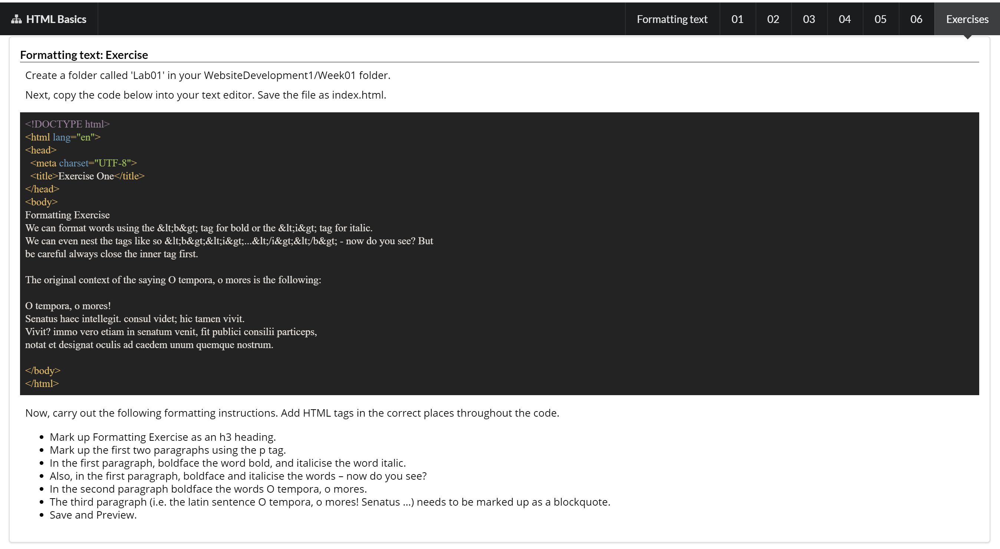 HTML Basics
Formatting text 01 02 03 04 05 06 Exercises
Formatting text: Exercise
Create a folder called 'Lab01' in your WebsiteDevelopment1/Week01 folder.
Next, copy the code below into your text editor. Save the file as index.html.
<!DOCTYPE html>
<html lang="en">
<head>
  <meta charset="UTF-8">
  <title>Exercise One</title>
</head>
<body>
Formatting Exercise
We can format words using the &lt;b&gt; tag for bold or the &lt;i&gt; tag for italic.
We can even nest the tags like so &lt;b&gt;&lt;i&gt;...&lt;/i&gt;&lt;/b&gt; - now do you see? But
be careful always close the inner tag first.
The original context of the saying O tempora, o mores is the following:
O tempora, o mores!
Senatus haec intellegit. consul videt; hic tamen vivit.
Vivit? immo vero etiam in senatum venit, fit publici consilii particeps,
notat et designat oculis ad caedem unum quemque nostrum.
</body>
</html>
Now, carry out the following formatting instructions. Add HTML tags in the correct places throughout the code.
• Mark up Formatting Exercise as an h3 heading.
• Mark up the first two paragraphs using the p tag.
• In the first paragraph, boldface the word bold, and italicise the word italic.
• Also, in the first paragraph, boldface and italicise the words – now do you see?
• In the second paragraph boldface the words O tempora, o mores.
• The third paragraph (i.e. the latin sentence O tempora, o mores! Senatus ...) needs to be marked up as a blockquote.
• Save and Preview.